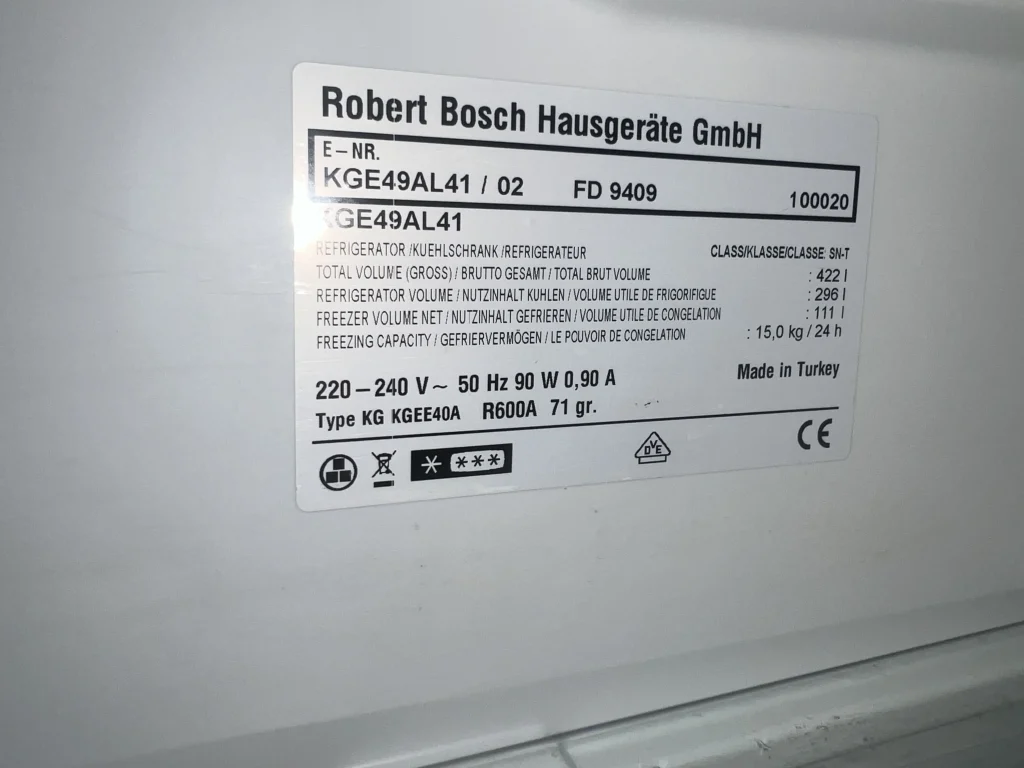 Robert Bosch Hausgeräte GmbH
E-NR.
KGE49AL41 / 02 FD 9409 100020
KGE49AL41
REFRIGERATOR /KUEHLSCHRANK /REFRIGERATEUR CLASS/KLASSE/CLASSE: SN-T
TOTAL VOLUME (GROSS) / BRUTTO GESAMT / TOTAL BRUT VOLUME : 422 l
REFRIGERATOR VOLUME / NUTZINHALT KUHLEN / VOLUME UTILE DE FRIGORIFIGUE : 296 l
FREEZER VOLUME NET / NUTZINHALT GEFRIEREN / VOLUME UTILE DE CONGELATION : 111 l
FREEZING CAPACITY / GEFRIERVERMÖGEN / LE POUVOIR DE CONGELATION : 15,0 kg / 24 h
220-240 V~ 50 Hz 90 W 0,90 A Made in Turkey
Type KG KGEE40A R600A 71 gr.
* *** DVE CE